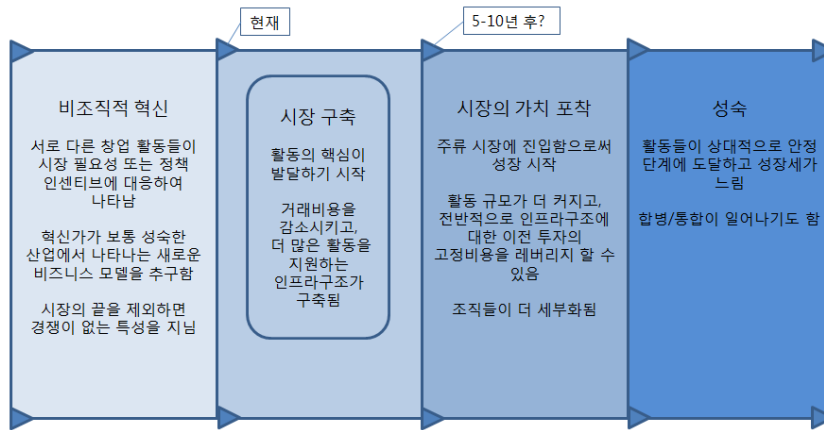 현재
5-10년 후?
비조직적 혁신
서로 다른 창업 활동들이
시장 필요성 또는 정책
인센티브에 대응하여
나타남
혁신가가 보통 성숙한
산업에서 나타나는 새로운
비즈니스 모델을 추구함
시장의 끝을 제외하면
경쟁이 없는 특성을 지님
시장 구축
활동의 핵심이
발달하기 시작
거래비용을
감소시키고,
더 많은 활동을
지원하는
인프라구조가
구축됨
시장의 가치 포착
주류 시장에 진입함으로써
성장 시작
활동 규모가 더 커지고,
전반적으로 인프라구조에
대한 이전 투자의
고정비용을 레버리지 할 수
있음
조직들이 더 세부화됨
성숙
활동들이 상대적으로 안정
단계에 도달하고 성장세가
느림
합병/통합이 일어나기도 함